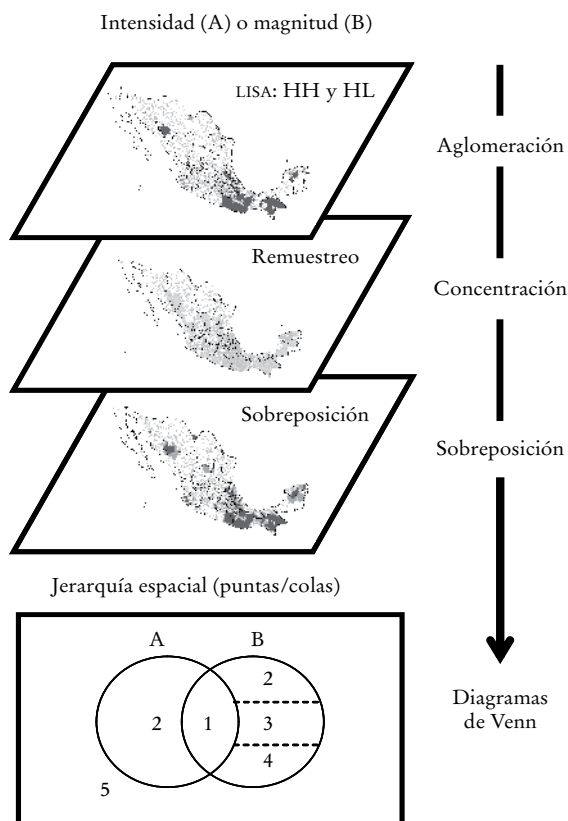 Intensidad (A) o magnitud (B)
LISA: HH y HL
Aglomeración
Remuestreo
Concentración
Sobreposición
Sobreposición
Jerarquía espacial (puntas/colas)
A B
2
2 1 3
4
5
Diagramas
de Venn